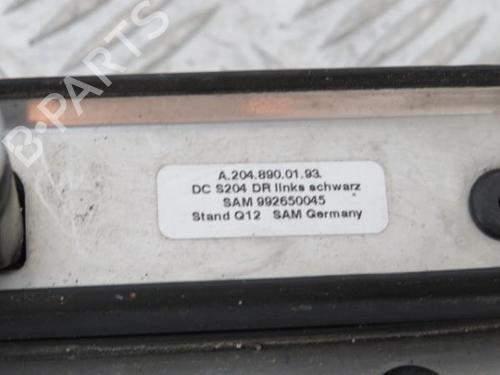 B-PARTS
A.204.890.01.93.
DC S204 DR links schwarz
SAM 992650045
Stand Q12 SAM Germany